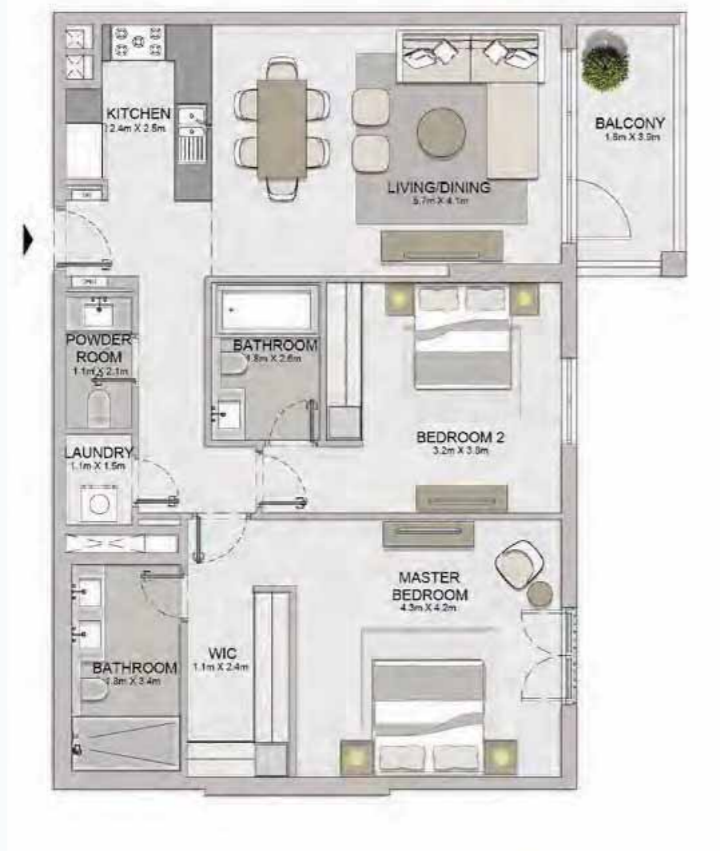 KITCHEN
2.4m X 2.5m
LIVING/DINING
5.7m X 4.1m
BALCONY
1.8m X 3.9m
POWDER
ROOM
1.1m X 2.1m
BATHROOM
1.8m X 2.6m
LAUNDRY
1.1m X 1.5m
BEDROOM 2
3.2m X 3.8m
MASTER
BEDROOM
4.3m X 4.2m
WIC
1.1m X 2.4m
BATHROOM
1.8m X 3.4m